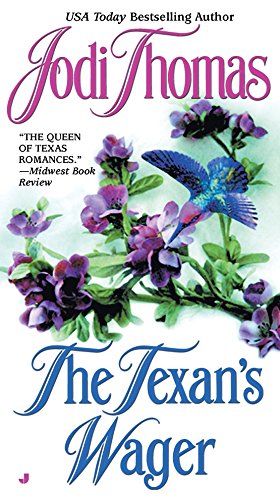 USA Today Bestselling Author
Jodi Thomas
"THE QUEEN
OF TEXAS
ROMANCES."
—Midwest Book
Review
The Texan's
Wager
J